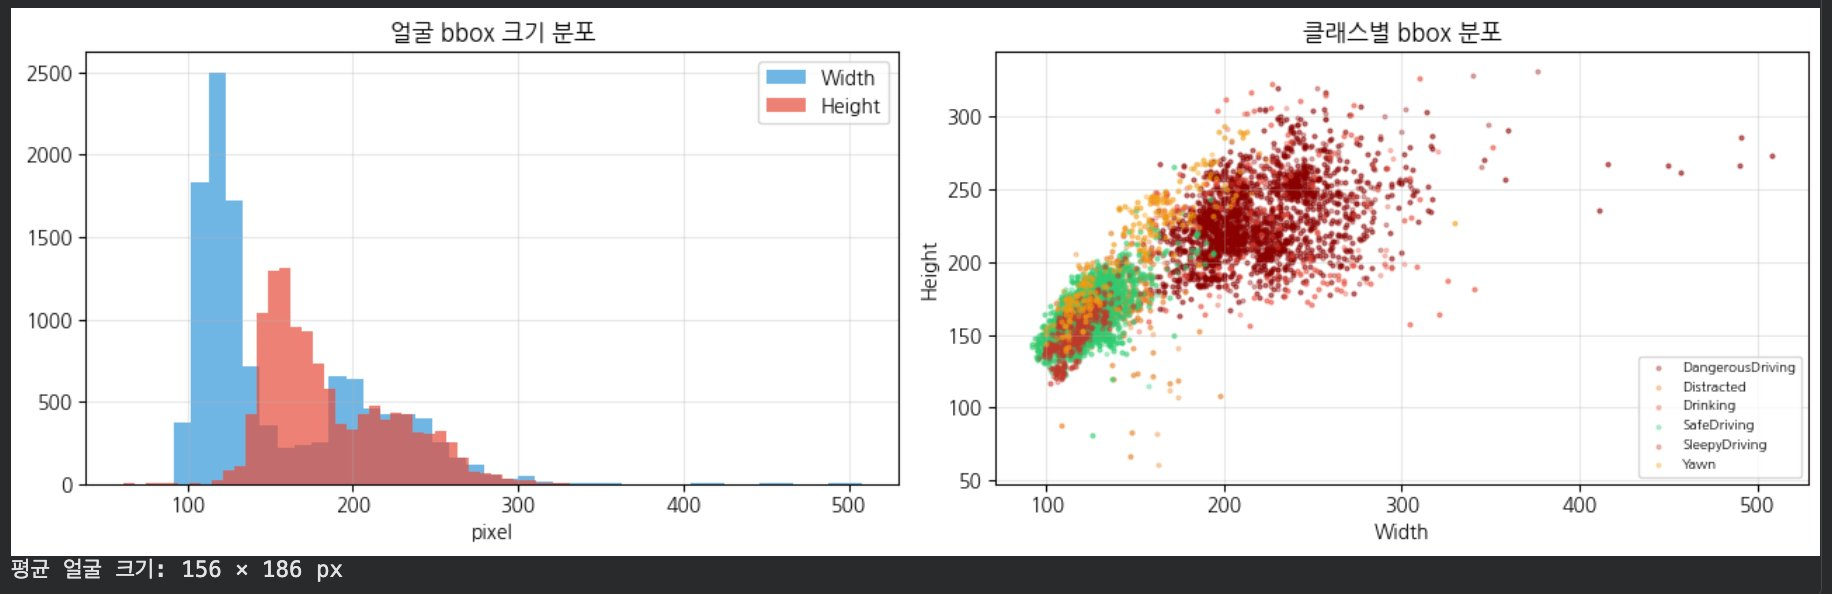 얼굴 bbox 크기 분포
2500
2000
1500
1000
500
0
100 200 300 400 500
pixel
Width
Height
클래스별 bbox 분포
Height
300
250
200
150
100
50
100 200 300 400 500
Width
DangerousDriving
Distracted
Drinking
SafeDriving
SleepyDriving
Yawn
평균 얼굴 크기: 156 × 186 px